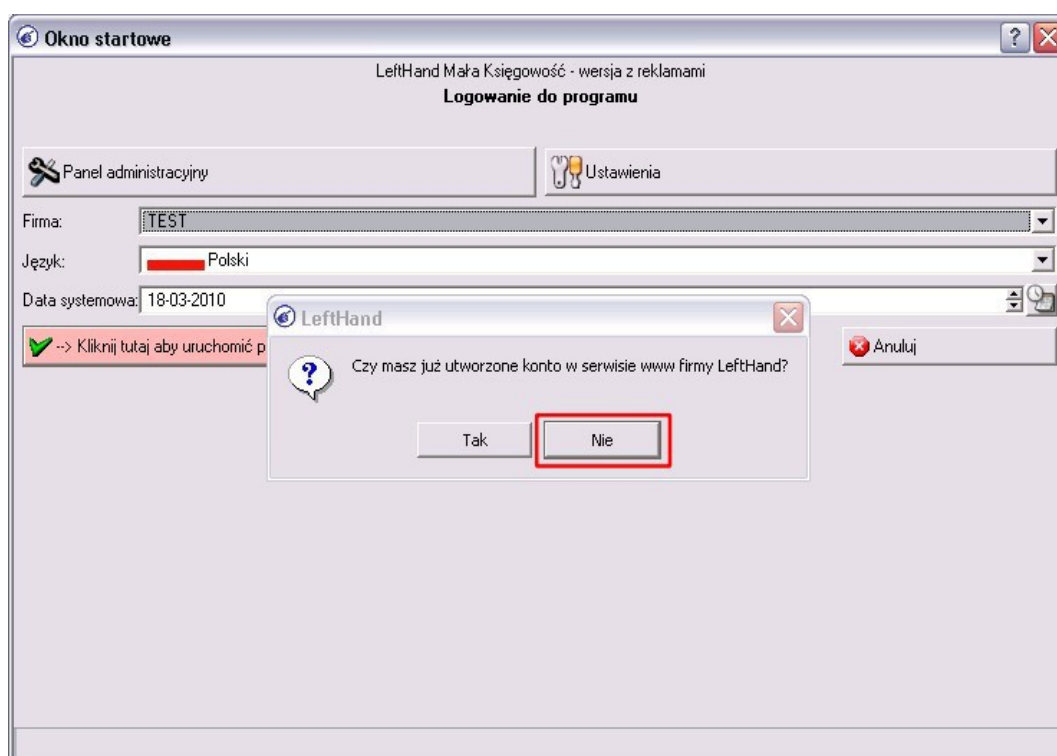 Okno startowe
LeftHand Mała Księgowość - wersja z reklamami
Logowanie do programu
Panel administracyjny
Ustawienia
Firma: TEST
Język: Polski
Data systemowa: 18-03-2010
--> Kliknij tutaj aby uruchomić p
Anuluj
LeftHand
Czy masz już utworzone konto w serwisie www firmy LeftHand?
Tak
Nie